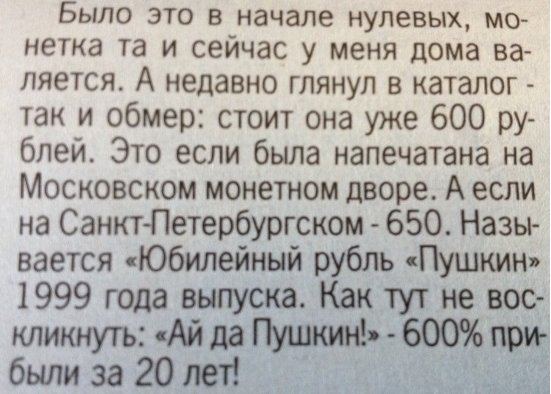 Было это в начале нулевых, мо-
нетка та и сейчас у меня дома ва-
ляется. А недавно глянул в каталог -
так и обмер: стоит она уже 600 ру-
блей. Это если была напечатана на
Московском монетном дворе. А если
на Санкт-Петербургском - 650. Назы-
вается «Юбилейный рубль «Пушкин»
1999 года выпуска. Как тут не вос-
кликнуть: «Ай да Пушкин!» - 600% при-
были за 20 лет!